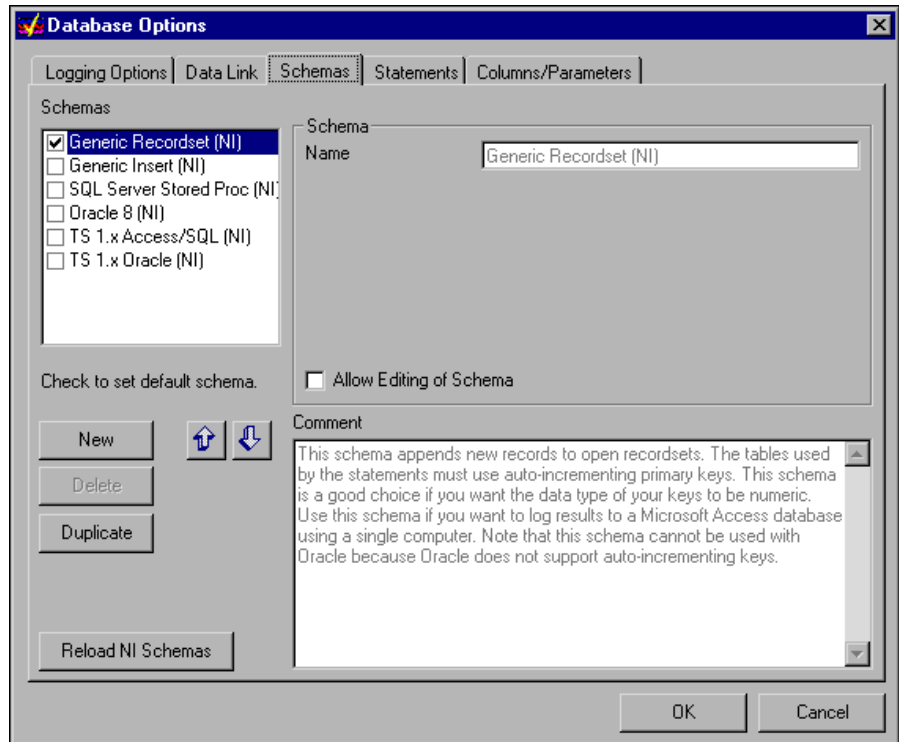 Database Options
Logging Options
Data Link
Schemas
Statements
Columns/Parameters
Schemas
Generic Recordset (NI)
Generic Insert (NI)
SQL Server Stored Proc (NI)
Oracle 8 (NI)
TS 1.x Access/SQL (NI)
TS 1.x Oracle (NI)
Check to set default schema.
New
Delete
Duplicate
Reload NI Schemas
Schema
Name
Generic Recordset (NI)
Allow Editing of Schema
Comment
This schema appends new records to open recordsets. The tables used
by the statements must use auto-incrementing primary keys. This schema
is a good choice if you want the data type of your keys to be numeric.
Use this schema if you want to log results to a Microsoft Access database
using a single computer. Note that this schema cannot be used with
Oracle because Oracle does not support auto-incrementing keys.
OK
Cancel